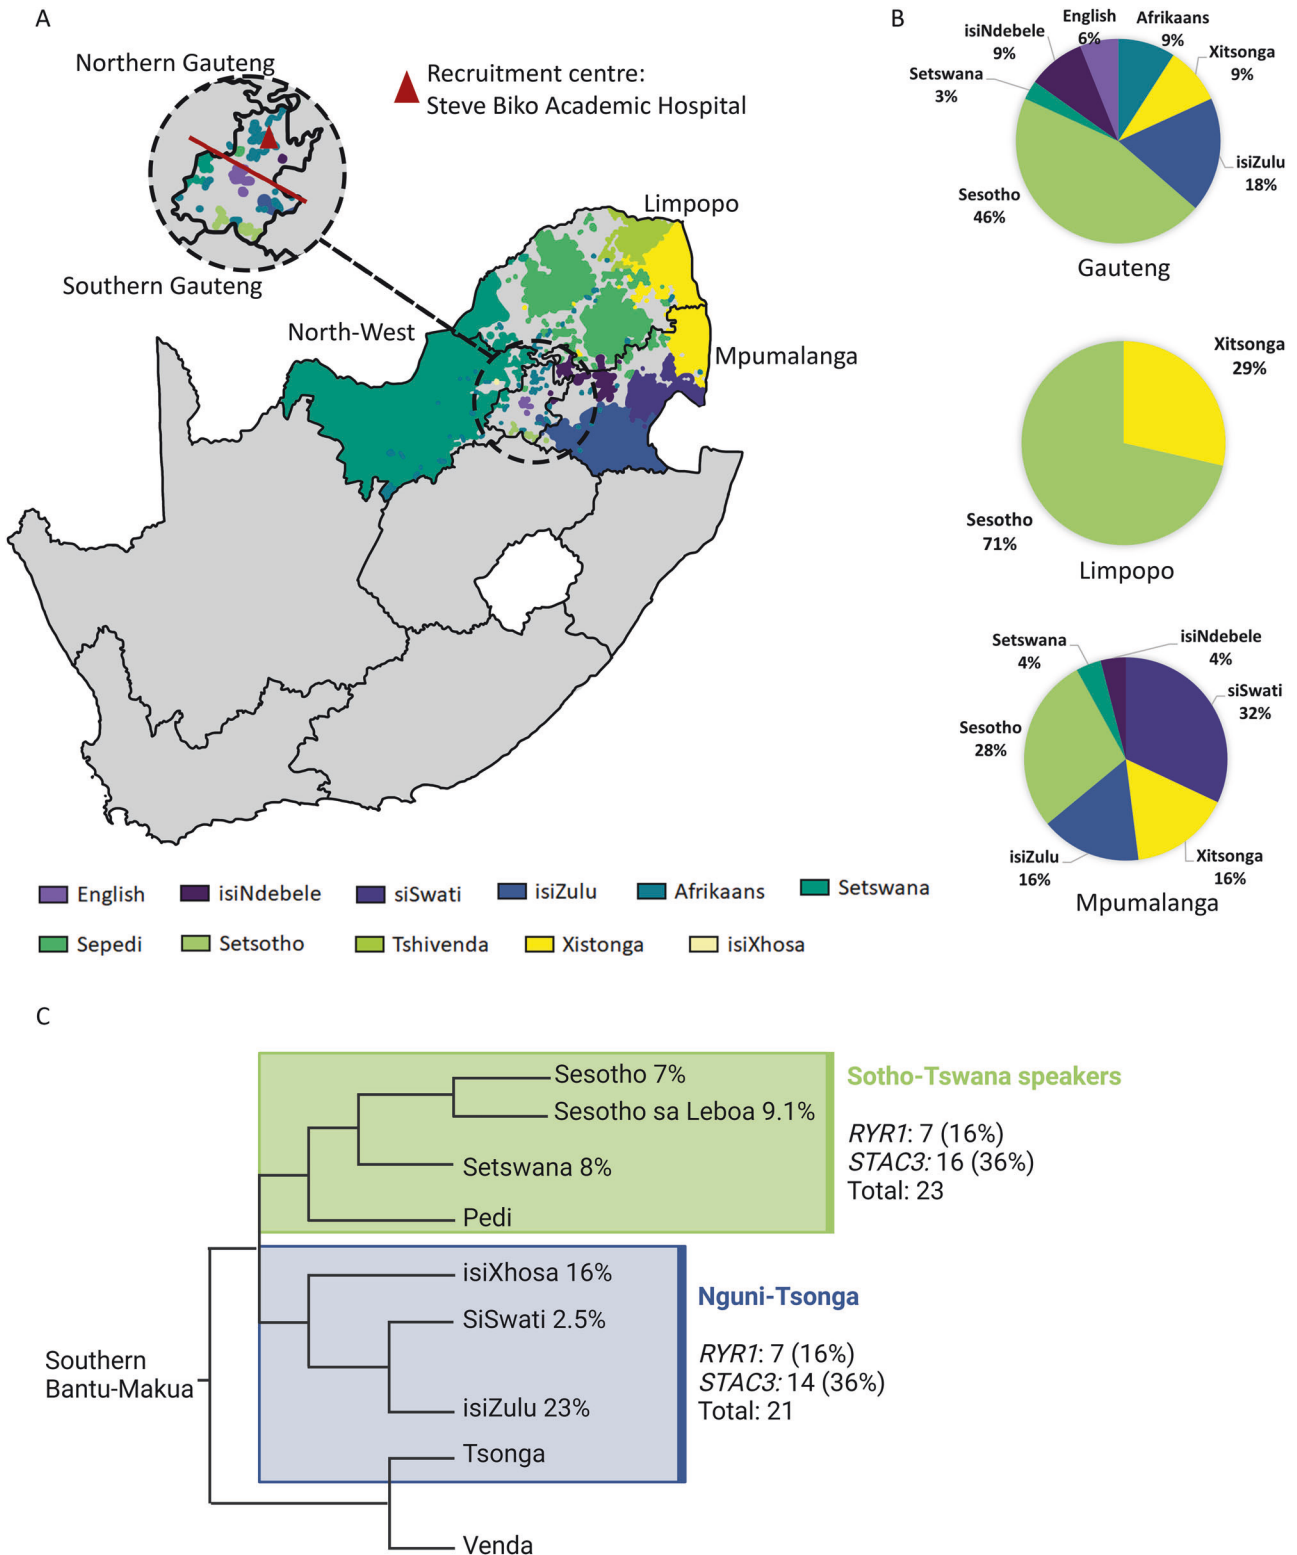 A
Northern Gauteng
Recruitment centre:
Steve Biko Academic Hospital
Southern Gauteng
North-West
Limpopo
Mpumalanga
English
isiNdebele
siSwati
isiZulu
Afrikaans
Setswana
Sepedi
Setsotho
Tshivenda
Xistonga
isiXhosa
B
English
6%
Afrikaans
9%
isiNdebele
9%
Xitsonga
9%
Setswana
3%
isiZulu
18%
Sesotho
46%
Gauteng
Xitsonga
29%
Sesotho
71%
Limpopo
Setswana
4%
isiNdebele
4%
siSwati
32%
Sesotho
28%
isiZulu
16%
Xitsonga
16%
Mpumalanga
C
Sesotho 7%
Sesotho sa Leboa 9.1%
Setswana 8%
Pedi
Sotho-Tswana speakers
RYR1: 7 (16%)
STAC3: 16 (36%)
Total: 23
isiXhosa 16%
SiSwati 2.5%
isiZulu 23%
Tsonga
Venda
Nguni-Tsonga
RYR1: 7 (16%)
STAC3: 14 (36%)
Total: 21
Southern
Bantu-Makua